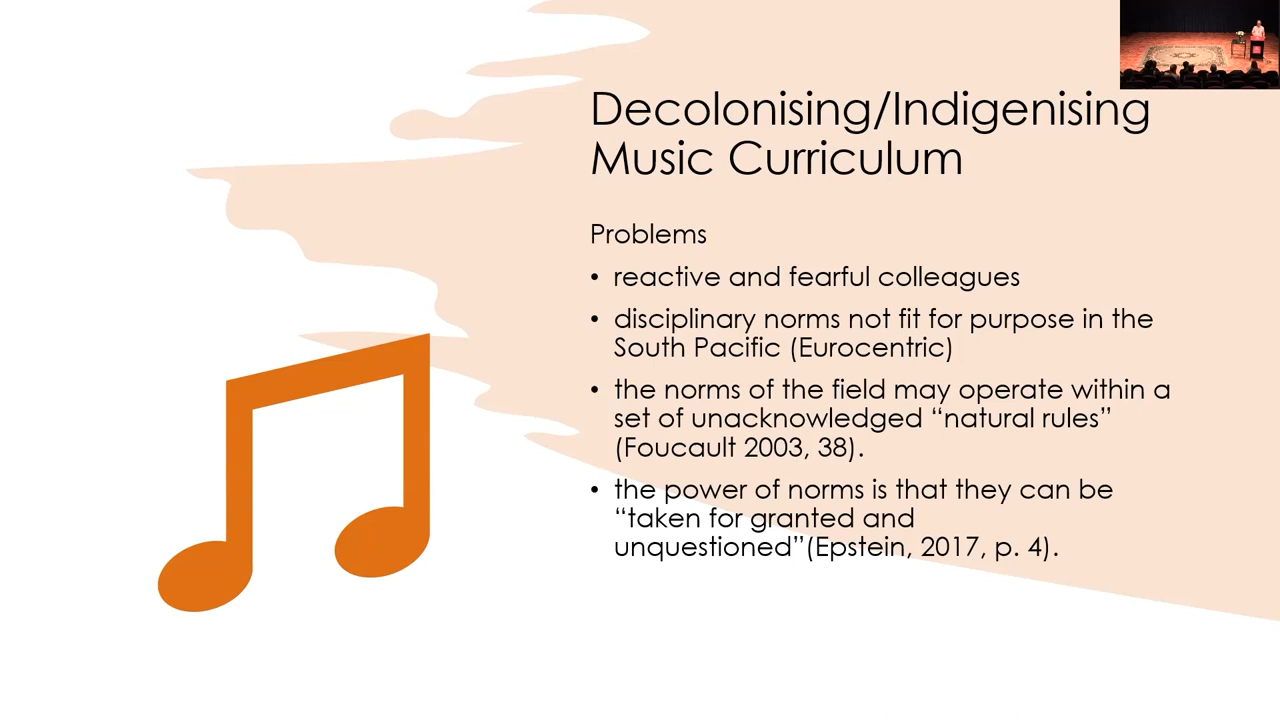 Decolonising/Indigenising
Music Curriculum
Problems
• reactive and fearful colleagues
• disciplinary norms not fit for purpose in the
South Pacific (Eurocentric)
• the norms of the field may operate within a
set of unacknowledged “natural rules”
(Foucault 2003, 38).
• the power of norms is that they can be
“taken for granted and
unquestioned”(Epstein, 2017, p. 4).